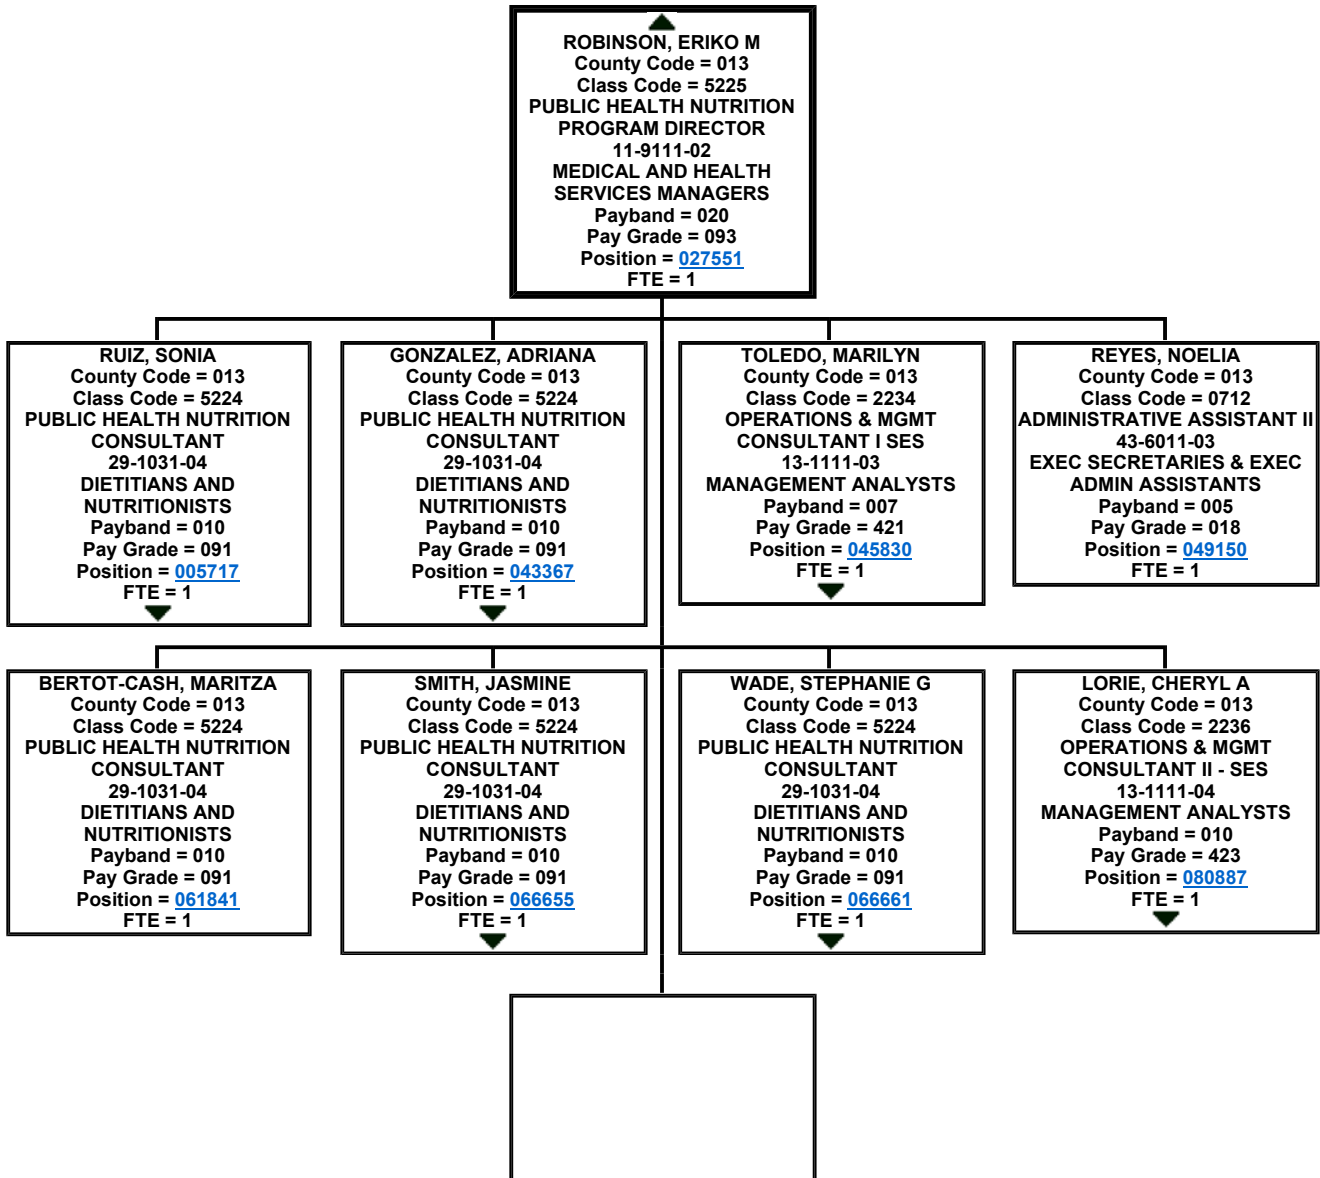 ROBINSON, ERIKO M
County Code = 013
Class Code = 5225
PUBLIC HEALTH NUTRITION
PROGRAM DIRECTOR
11-9111-02
MEDICAL AND HEALTH
SERVICES MANAGERS
Payband = 020
Pay Grade = 093
Position = 027551
FTE = 1
RUIZ, SONIA
County Code = 013
Class Code = 5224
PUBLIC HEALTH NUTRITION
CONSULTANT
29-1031-04
DIETITIANS AND
NUTRITIONISTS
Payband = 010
Pay Grade = 091
Position = 005717
FTE = 1
GONZALEZ, ADRIANA
County Code = 013
Class Code = 5224
PUBLIC HEALTH NUTRITION
CONSULTANT
29-1031-04
DIETITIANS AND
NUTRITIONISTS
Payband = 010
Pay Grade = 091
Position = 043367
FTE = 1
TOLEDO, MARILYN
County Code = 013
Class Code = 2234
OPERATIONS & MGMT
CONSULTANT I SES
13-1111-03
MANAGEMENT ANALYSTS
Payband = 007
Pay Grade = 421
Position = 045830
FTE = 1
REYES, NOELIA
County Code = 013
Class Code = 0712
ADMINISTRATIVE ASSISTANT II
43-6011-03
EXEC SECRETARIES & EXEC
ADMIN ASSISTANTS
Payband = 005
Pay Grade = 018
Position = 049150
FTE = 1
BERTOT-CASH, MARITZA
County Code = 013
Class Code = 5224
PUBLIC HEALTH NUTRITION
CONSULTANT
29-1031-04
DIETITIANS AND
NUTRITIONISTS
Payband = 010
Pay Grade = 091
Position = 061841
FTE = 1
SMITH, JASMINE
County Code = 013
Class Code = 5224
PUBLIC HEALTH NUTRITION
CONSULTANT
29-1031-04
DIETITIANS AND
NUTRITIONISTS
Payband = 010
Pay Grade = 091
Position = 066655
FTE = 1
WADE, STEPHANIE G
County Code = 013
Class Code = 5224
PUBLIC HEALTH NUTRITION
CONSULTANT
29-1031-04
DIETITIANS AND
NUTRITIONISTS
Payband = 010
Pay Grade = 091
Position = 066661
FTE = 1
LORIE, CHERYL A
County Code = 013
Class Code = 2236
OPERATIONS & MGMT
CONSULTANT II - SES
13-1111-04
MANAGEMENT ANALYSTS
Payband = 010
Pay Grade = 423
Position = 080887
FTE = 1